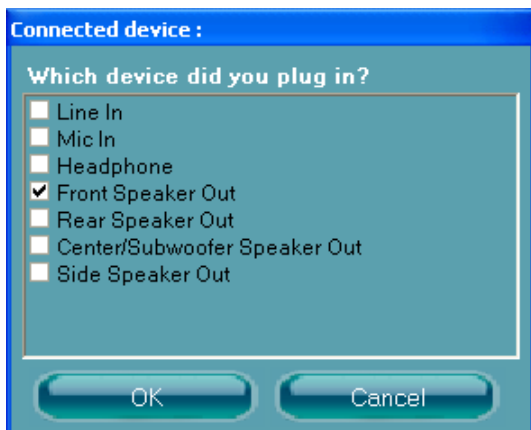 Connected device :
Which device did you plug in?
Line In
Mic In
Headphone
Front Speaker Out
Rear Speaker Out
Center/Subwoofer Speaker Out
Side Speaker Out
OK
Cancel